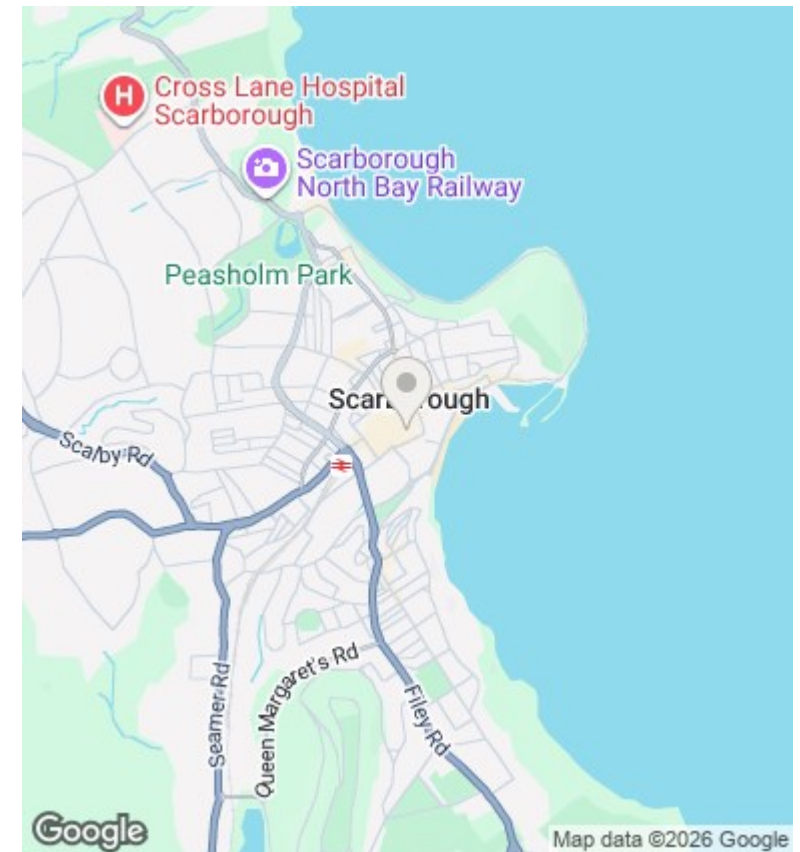 H
Cross Lane Hospital
Scarborough
Scarborough
North Bay Railway
Peasholm Park
Scalby Rd
Seamer Rd
Queen Margaret's Rd
Filey Rd
Google
Map data ©2026 Google